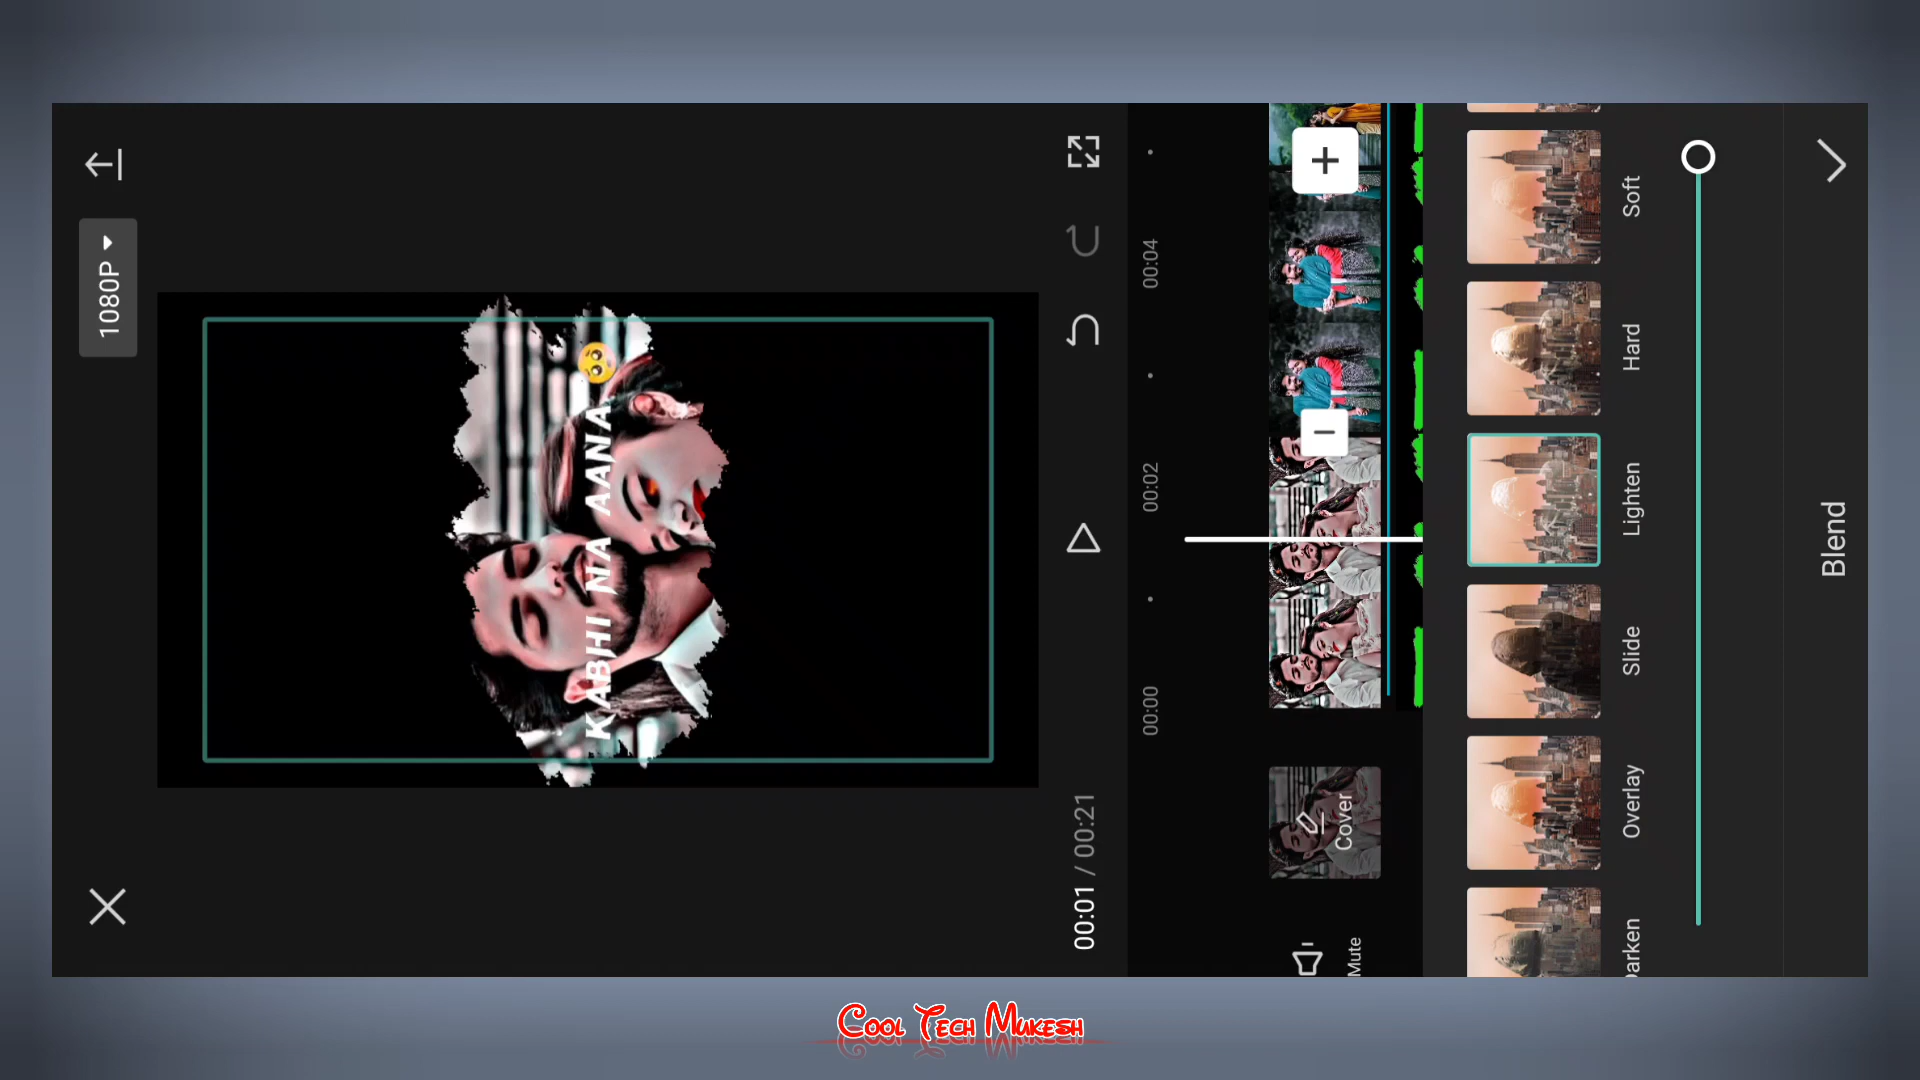 1080P
KABHI NA AANA
00:01 / 00:21
00:00
00:02
00:04
Cover
Mute
Darken
Overlay
Slide
Lighten
Hard
Soft
Blend
Cool Tech Mukesh